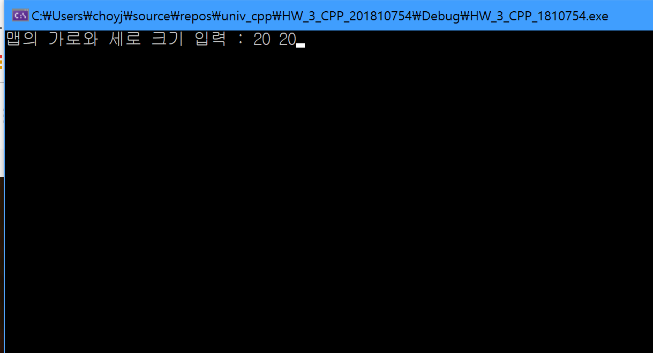 C:\Users\choyj\source\repos\univ_cpp\HW_3_CPP_201810754\Debug\HW_3_CPP_1810754.exe
맵의 가로와 세로 크기 입력 : 20 20